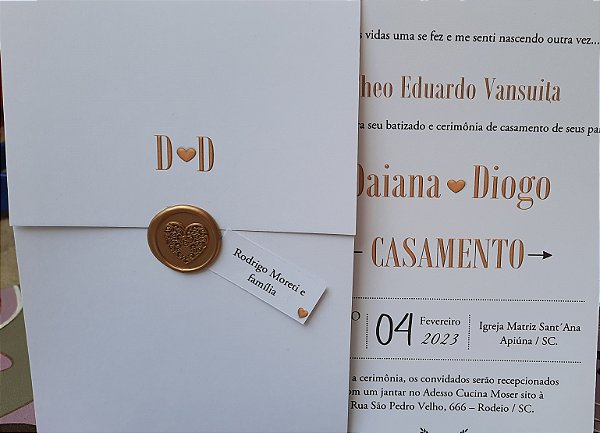 D D
Rodrigo Moreti e
família
vidas uma se fez e me senti nascendo outra vez...
heo Eduardo Vansuita
seu batizado e cerimônia de casamento de seus pa
Daiana Diogo
CASAMENTO
O
04
Fevereiro
2023
Igreja Matriz Sant´Ana
Apiúna / SC.
a cerimônia, os convidados serão recepcionados
om um jantar no Adesso Cucina Moser sito à
Rua São Pedro Velho, 666 – Rodeio / SC.